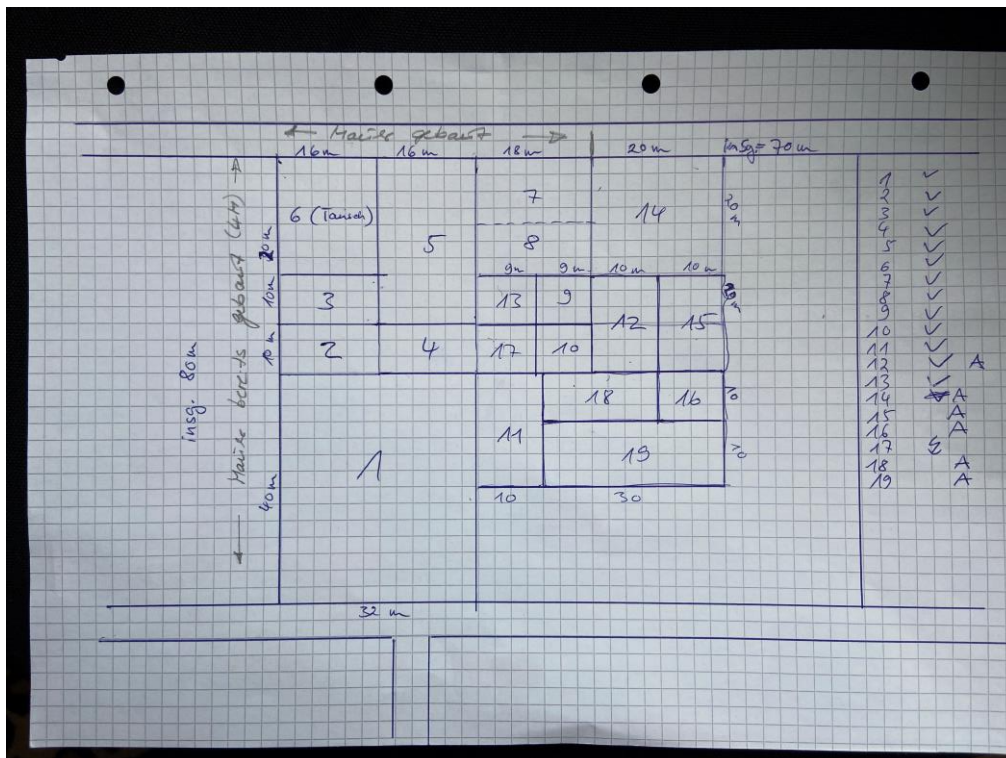 ← Mauer gebaut →
16m 16m 18m 20m insg= 70m
6 (Tausch)
7
14
20 m
5
8
20m
9m 9m 10m 10m
3
13
9
10m
12
15
2
4
17
10
10m
18
16
11
19
1
10
30
40m
32 m
insg. 80m
← Mauer bereits gebaut (4M) →
1 ✓
2 ✓
3 ✓
4 ✓
5 ✓
6 ✓
7 ✓
8 ✓
9 ✓
10 ✓
11 ✓
12 ✓ A
13 ✓
14 A
15 A
16 A
17
18 A
19 A